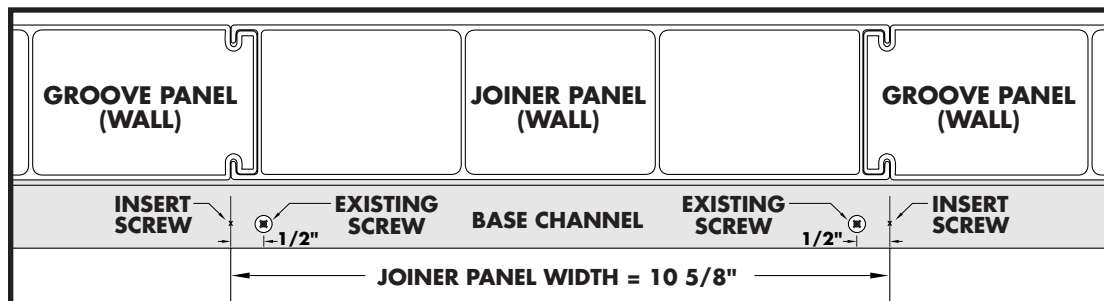 GROOVE PANEL
(WALL)
JOINER PANEL
(WALL)
GROOVE PANEL
(WALL)
INSERT
SCREW
EXISTING
SCREW
BASE CHANNEL
EXISTING
SCREW
INSERT
SCREW
1/2"
1/2"
JOINER PANEL WIDTH = 10 5/8"